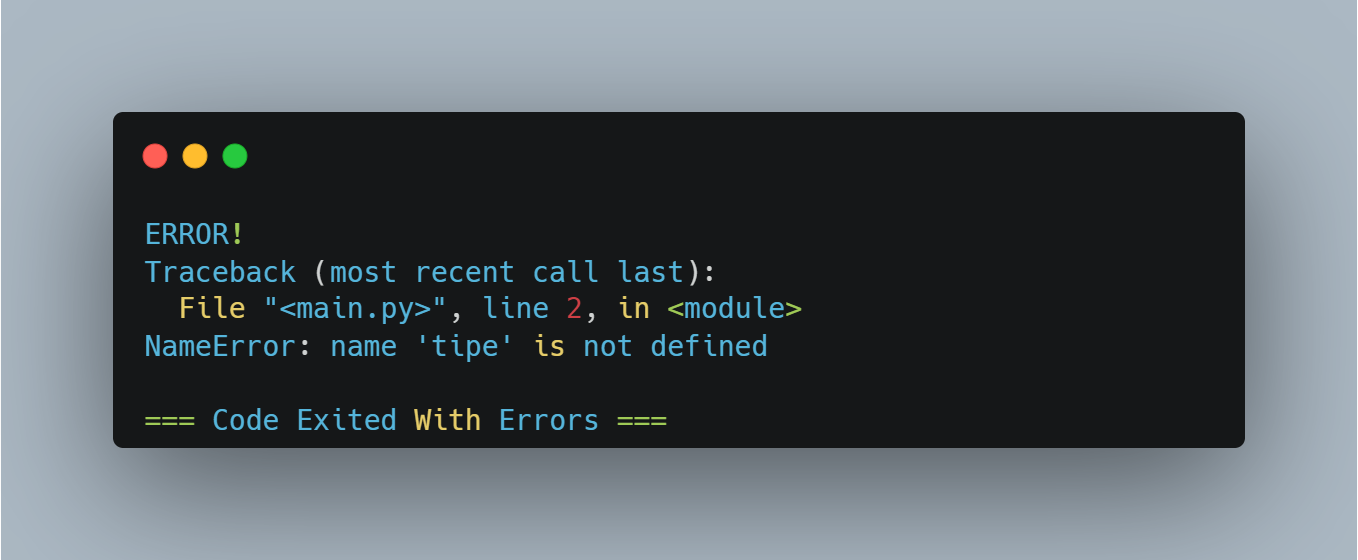 ERROR!
Traceback (most recent call last):
  File "<main.py>", line 2, in <module>
NameError: name 'tipe' is not defined
=== Code Exited With Errors ===